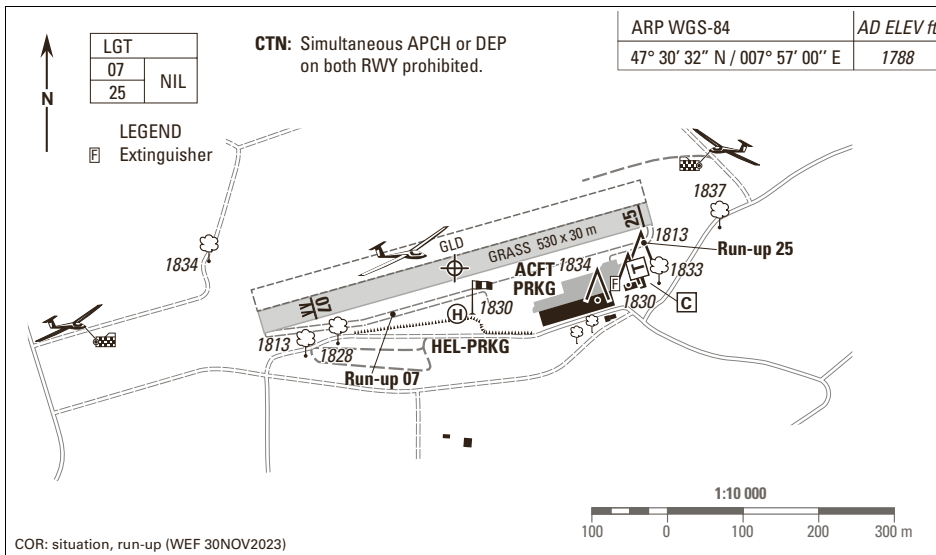 LGT
07
25
NIL
CTN: Simultaneous APCH or DEP
on both RWY prohibited.
ARP WGS-84
AD ELEV ft
47° 30′ 32″ N / 007° 57′ 00″ E
1788
N
LEGEND
F Extinguisher
1837
25
1813
Run-up 25
GRASS 530 x 30 m
GLD
ACFT
PRKG
1834
1833
T
F
C
1830
1834
07
1830
H
1813
1828
HEL-PRKG
Run-up 07
1:10 000
100 0 100 200 300 m
COR: situation, run-up (WEF 30NOV2023)